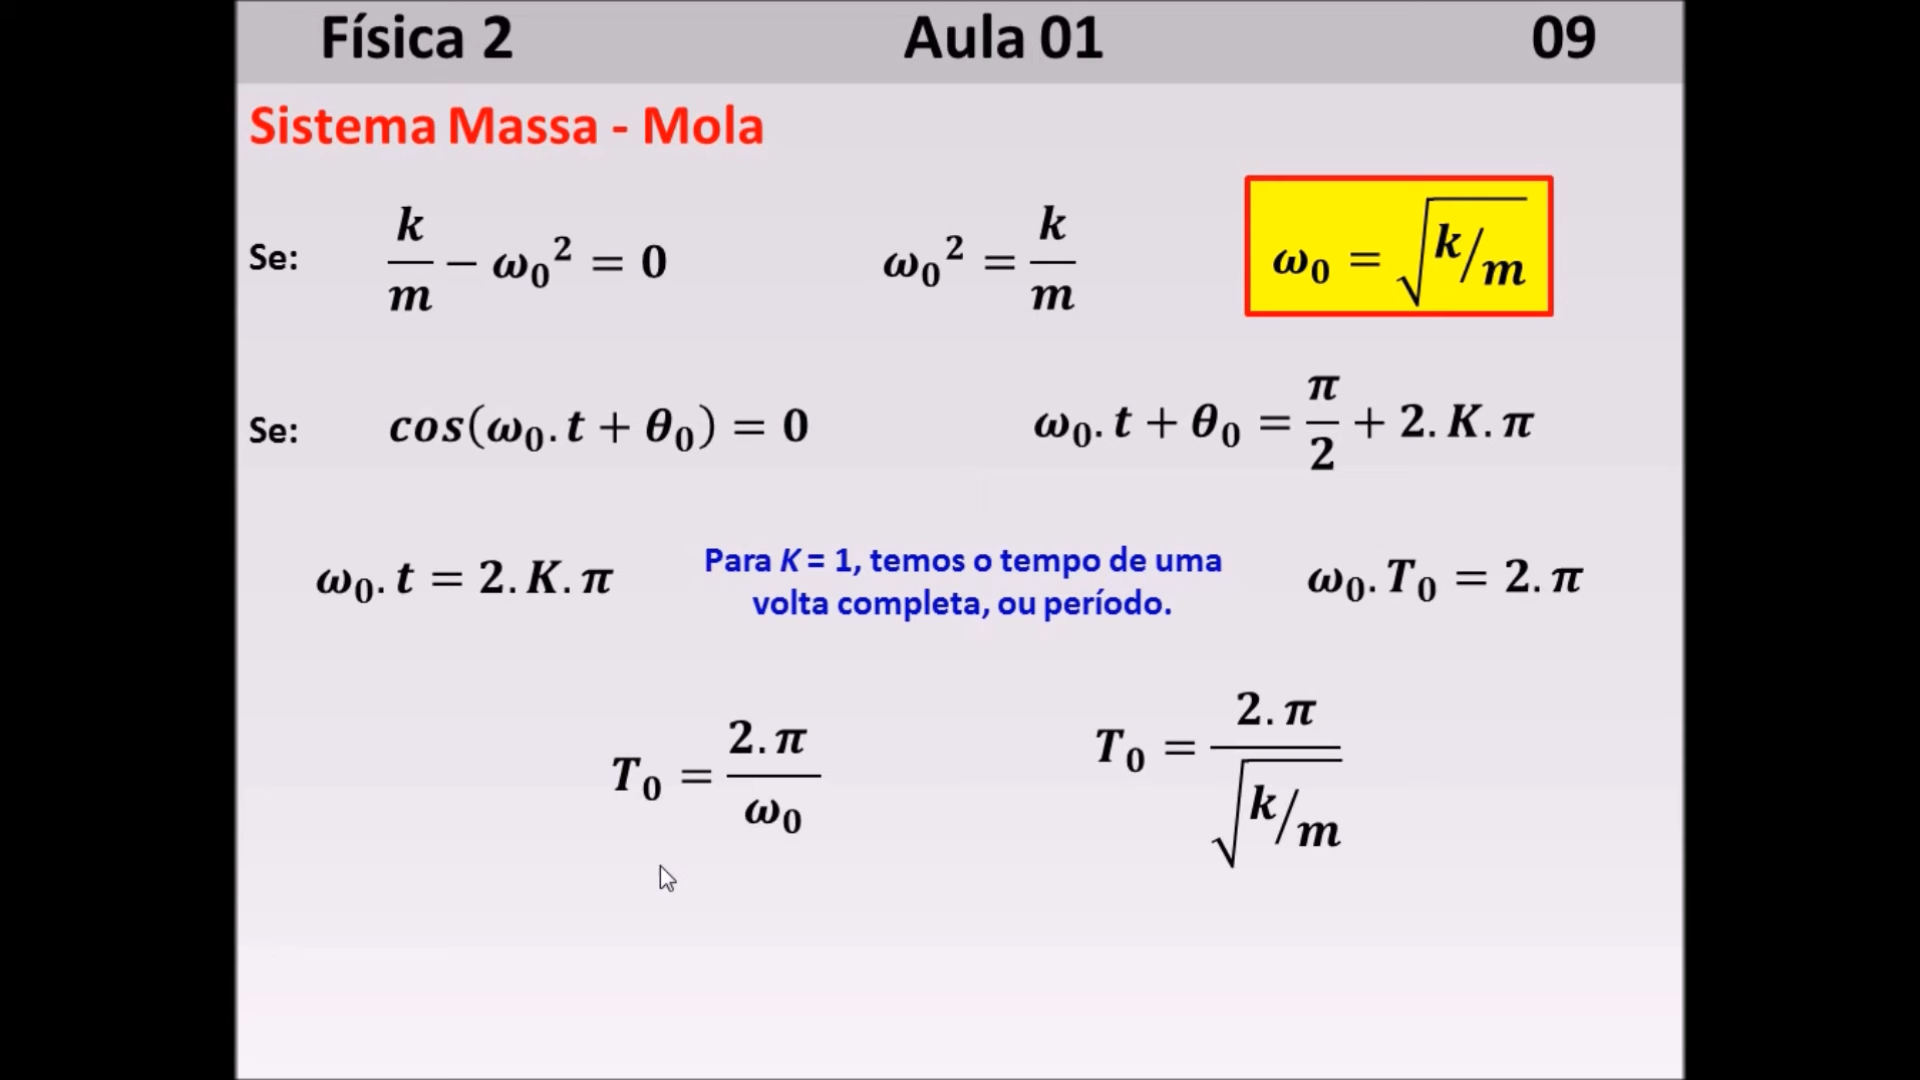 Física 2 Aula 01 09
Sistema Massa - Mola
Se: k/m − ω₀² = 0 ω₀² = k/m ω₀ = √(k/m)
Se: cos(ω₀.t + θ₀) = 0 ω₀.t + θ₀ = π/2 + 2.K.π
ω₀.t = 2.K.π
Para K = 1, temos o tempo de uma
volta completa, ou período.
ω₀.T₀ = 2.π
T₀ = 2.π/ω₀ T₀ = 2.π/√(k/m)